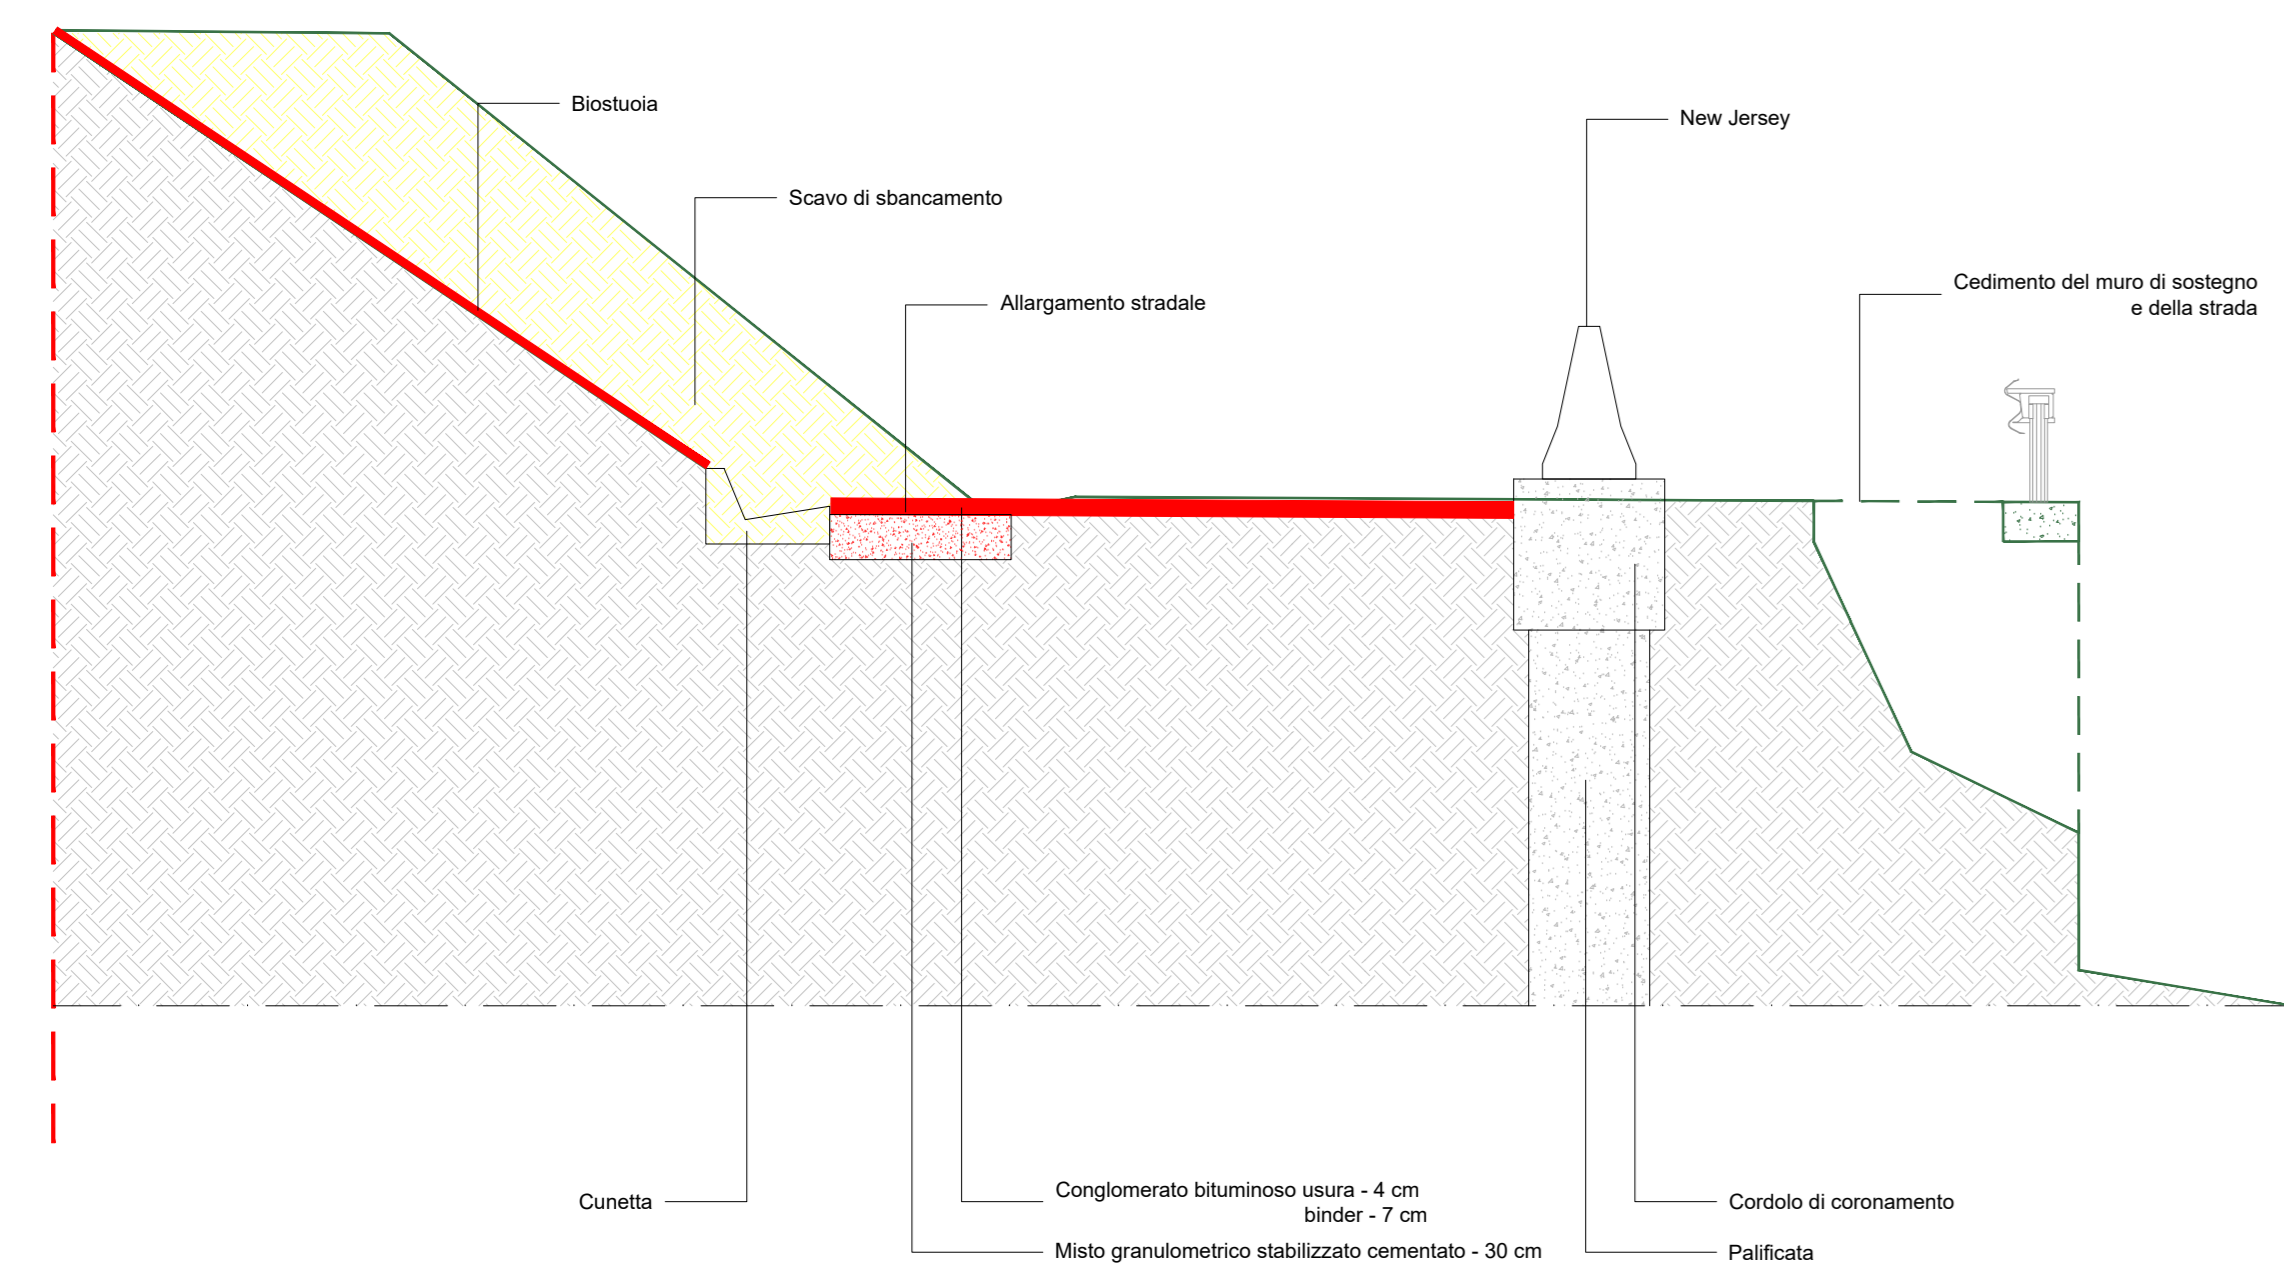 Biostuoia
New Jersey
Scavo di sbancamento
Cedimento del muro di sostegno
e della strada
Allargamento stradale
Cunetta
Conglomerato bituminoso usura - 4 cm
binder - 7 cm
Misto granulometrico stabilizzato cementato - 30 cm
Cordolo di coronamento
Palificata